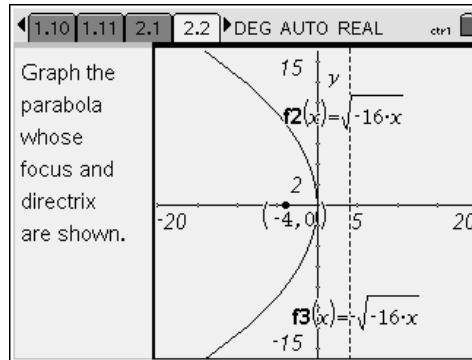 1.10 1.11 2.1 2.2 DEG AUTO REAL ctrl
Graph the
parabola
whose
focus and
directrix
are shown.
15 y
f2(x)=√-16·x
2
-20 (-4,0) 5 20
f3(x)=-√-16·x
-15